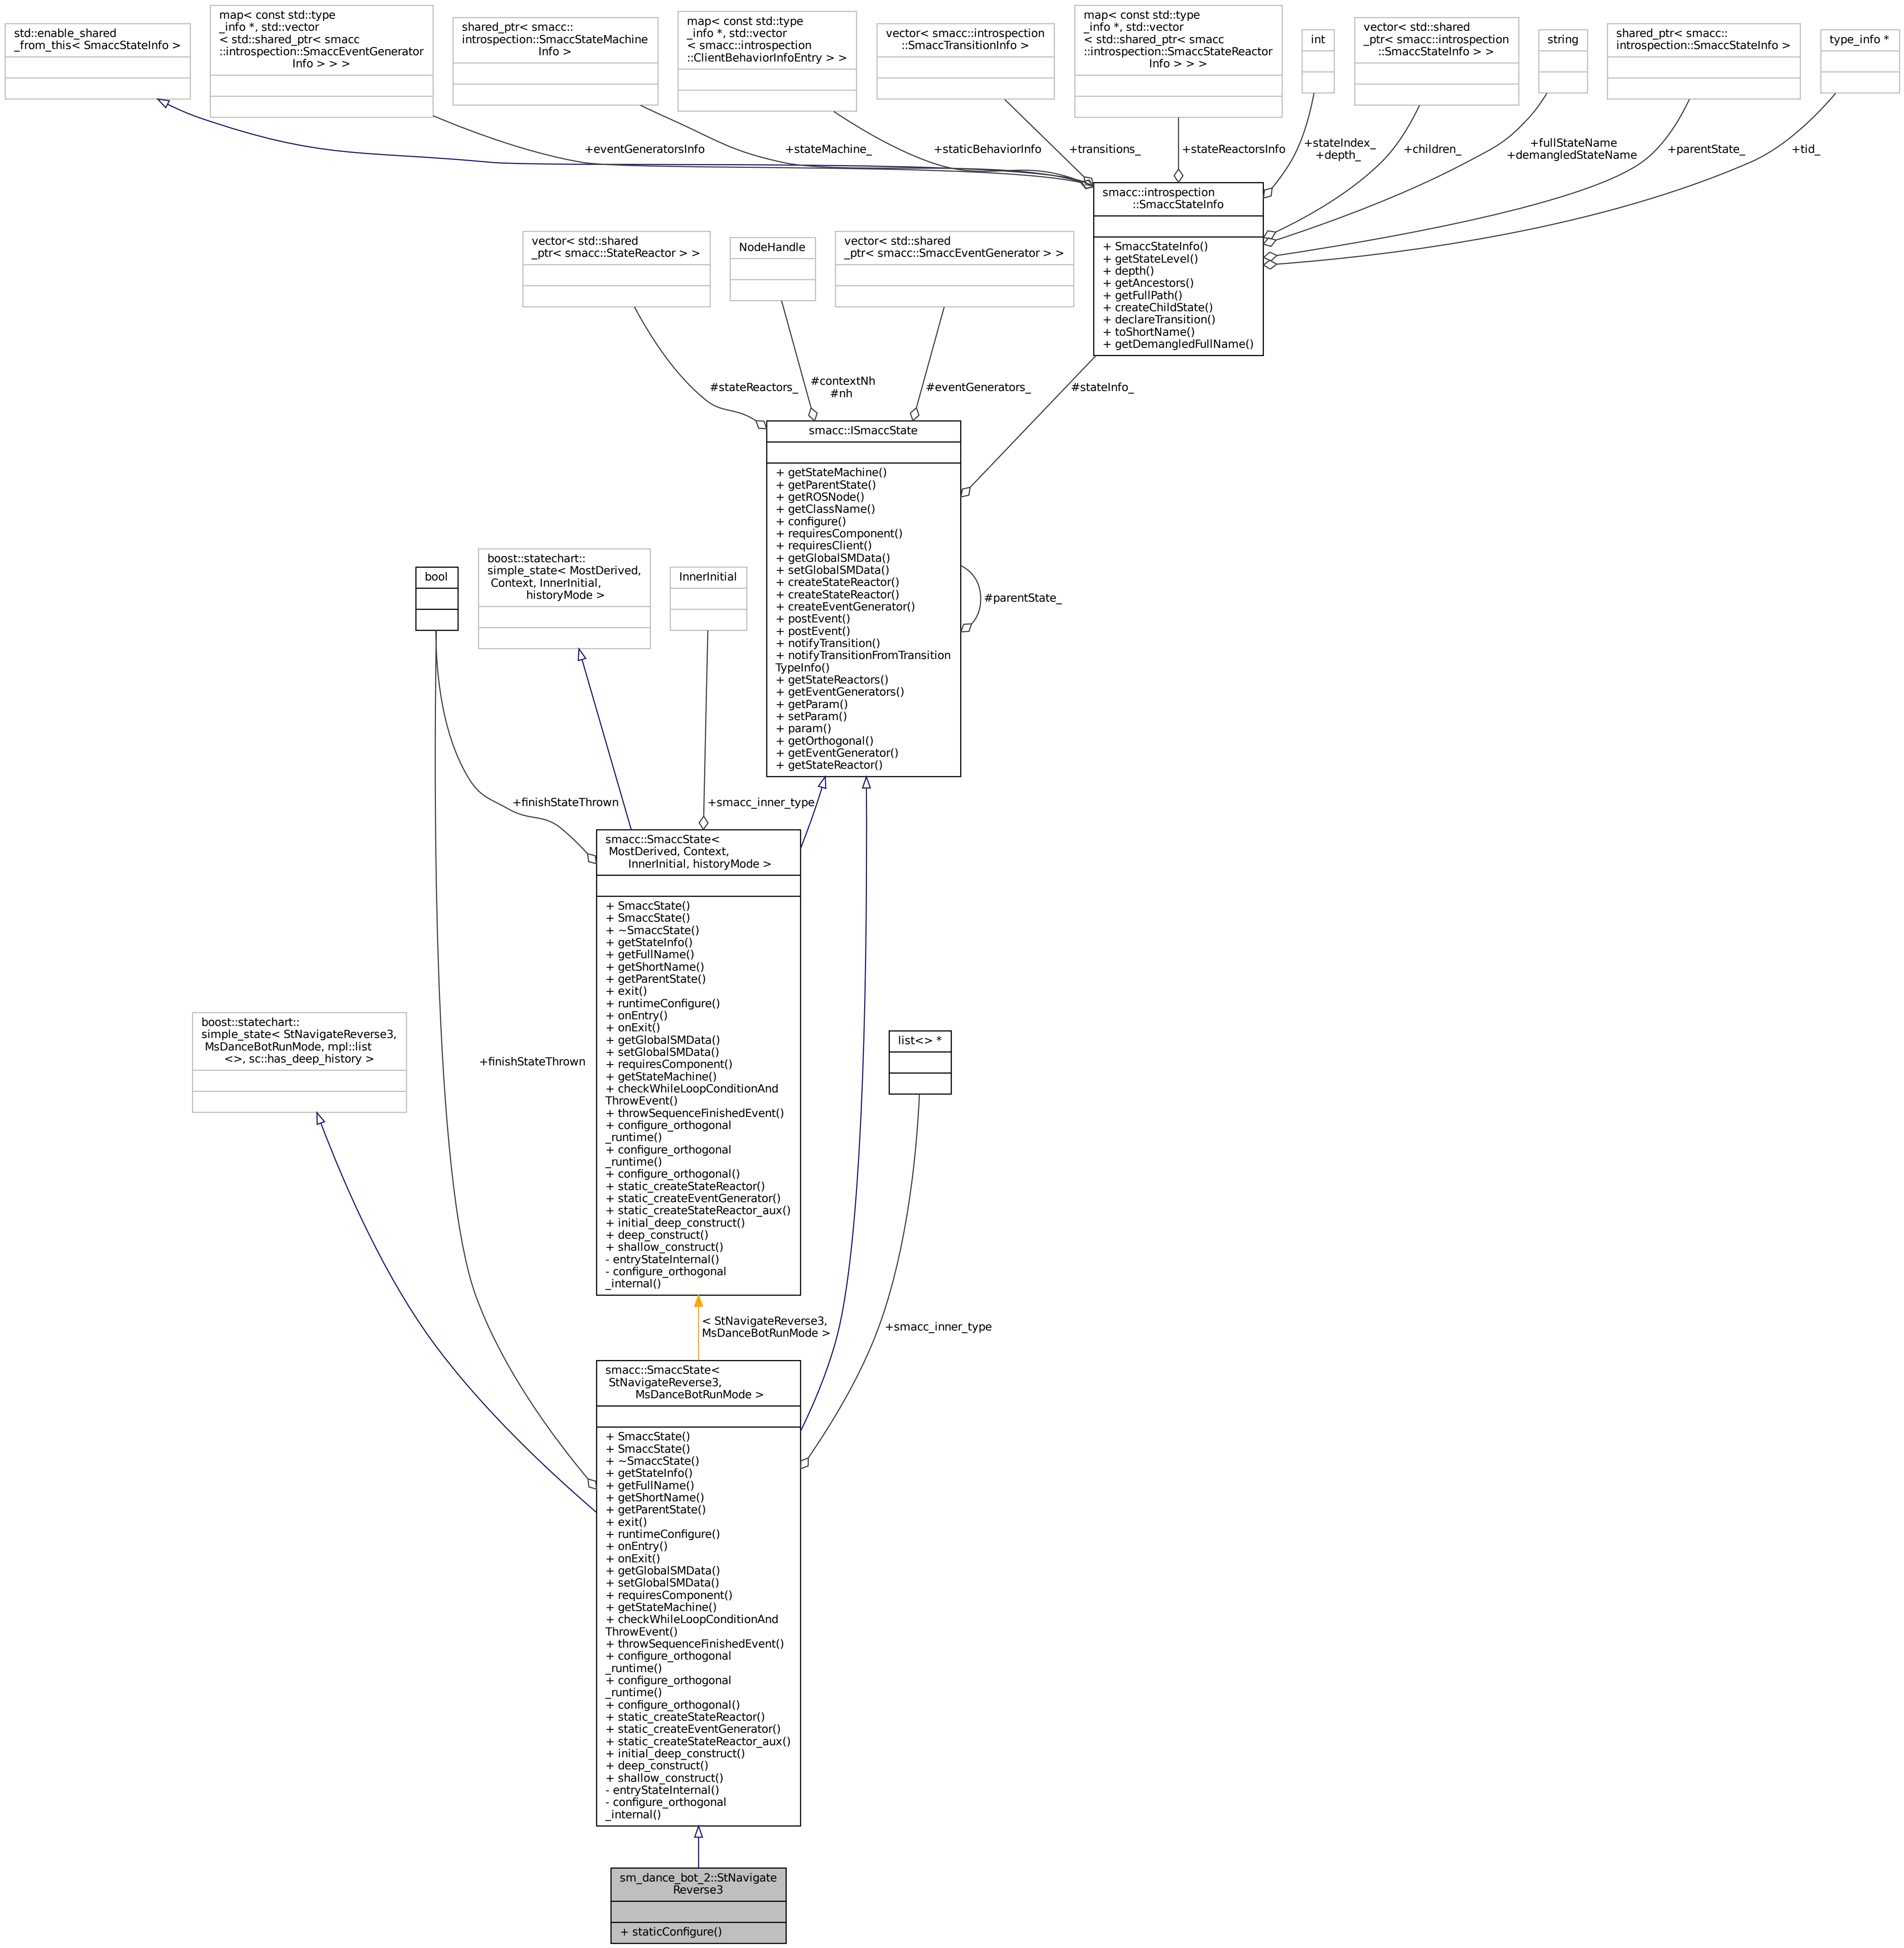 std::enable_shared
_from_this< SmaccStateInfo >
map< const std::type
_info *, std::vector
< std::shared_ptr< smacc
::introspection::SmaccEventGenerator
Info > > >
shared_ptr< smacc::
introspection::SmaccStateMachine
Info >
map< const std::type
_info *, std::vector
< smacc::introspection
::ClientBehaviorInfoEntry > >
vector< smacc::introspection
::SmaccTransitionInfo >
map< const std::type
_info *, std::vector
< std::shared_ptr< smacc
::introspection::SmaccStateReactor
Info > > >
int
vector< std::shared
_ptr< smacc::introspection
::SmaccStateInfo > >
string
shared_ptr< smacc::
introspection::SmaccStateInfo >
type_info *
+eventGeneratorsInfo
+stateMachine_
+staticBehaviorInfo
+transitions_
+stateReactorsInfo
+stateIndex_
+depth_
+children_
+fullStateName
+demangledStateName
+parentState_
+tid_
smacc::introspection
::SmaccStateInfo
+ SmaccStateInfo()
+ getStateLevel()
+ depth()
+ getAncestors()
+ getFullPath()
+ createChildState()
+ declareTransition()
+ toShortName()
+ getDemangledFullName()
vector< std::shared
_ptr< smacc::StateReactor > >
NodeHandle
vector< std::shared
_ptr< smacc::SmaccEventGenerator > >
#stateReactors_
#contextNh
#nh
#eventGenerators_
#stateInfo_
smacc::ISmaccState
+ getStateMachine()
+ getParentState()
+ getROSNode()
+ getClassName()
+ configure()
+ requiresComponent()
+ requiresClient()
+ getGlobalSMData()
+ setGlobalSMData()
+ createStateReactor()
+ createStateReactor()
+ createEventGenerator()
+ postEvent()
+ postEvent()
+ notifyTransition()
+ notifyTransitionFromTransition
TypeInfo()
+ getStateReactors()
+ getEventGenerators()
+ getParam()
+ setParam()
+ param()
+ getOrthogonal()
+ getEventGenerator()
+ getStateReactor()
#parentState_
bool
boost::statechart::
simple_state< MostDerived,
Context, InnerInitial,
historyMode >
InnerInitial
+finishStateThrown
+smacc_inner_type
smacc::SmaccState<
MostDerived, Context,
InnerInitial, historyMode >
+ SmaccState()
+ SmaccState()
+ ~SmaccState()
+ getStateInfo()
+ getFullName()
+ getShortName()
+ getParentState()
+ exit()
+ runtimeConfigure()
+ onEntry()
+ onExit()
+ getGlobalSMData()
+ setGlobalSMData()
+ requiresComponent()
+ getStateMachine()
+ checkWhileLoopConditionAnd
ThrowEvent()
+ throwSequenceFinishedEvent()
+ configure_orthogonal
_runtime()
+ configure_orthogonal
_runtime()
+ configure_orthogonal()
+ static_createStateReactor()
+ static_createEventGenerator()
+ static_createStateReactor_aux()
+ initial_deep_construct()
+ deep_construct()
+ shallow_construct()
- entryStateInternal()
- configure_orthogonal
_internal()
boost::statechart::
simple_state< StNavigateReverse3,
MsDanceBotRunMode, mpl::list
<>, sc::has_deep_history >
+finishStateThrown
list<> *
< StNavigateReverse3,
MsDanceBotRunMode >
+smacc_inner_type
smacc::SmaccState<
StNavigateReverse3,
MsDanceBotRunMode >
+ SmaccState()
+ SmaccState()
+ ~SmaccState()
+ getStateInfo()
+ getFullName()
+ getShortName()
+ getParentState()
+ exit()
+ runtimeConfigure()
+ onEntry()
+ onExit()
+ getGlobalSMData()
+ setGlobalSMData()
+ requiresComponent()
+ getStateMachine()
+ checkWhileLoopConditionAnd
ThrowEvent()
+ throwSequenceFinishedEvent()
+ configure_orthogonal
_runtime()
+ configure_orthogonal
_runtime()
+ configure_orthogonal()
+ static_createStateReactor()
+ static_createEventGenerator()
+ static_createStateReactor_aux()
+ initial_deep_construct()
+ deep_construct()
+ shallow_construct()
- entryStateInternal()
- configure_orthogonal
_internal()
sm_dance_bot_2::StNavigate
Reverse3
+ staticConfigure()